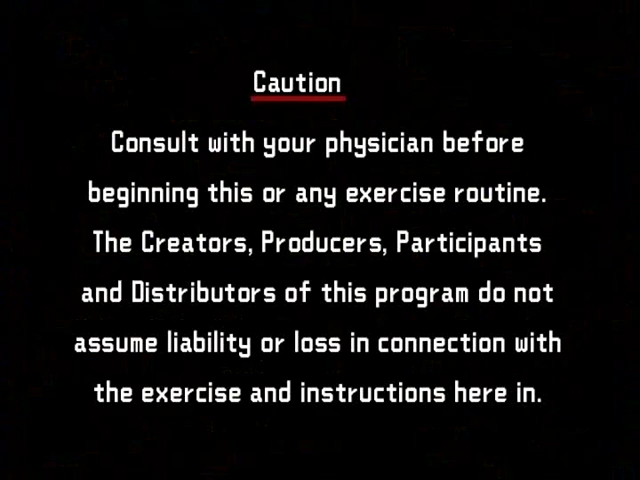 Caution
Consult with your physician before
beginning this or any exercise routine.
The Creators, Producers, Participants
and Distributors of this program do not
assume liability or loss in connection with
the exercise and instructions here in.